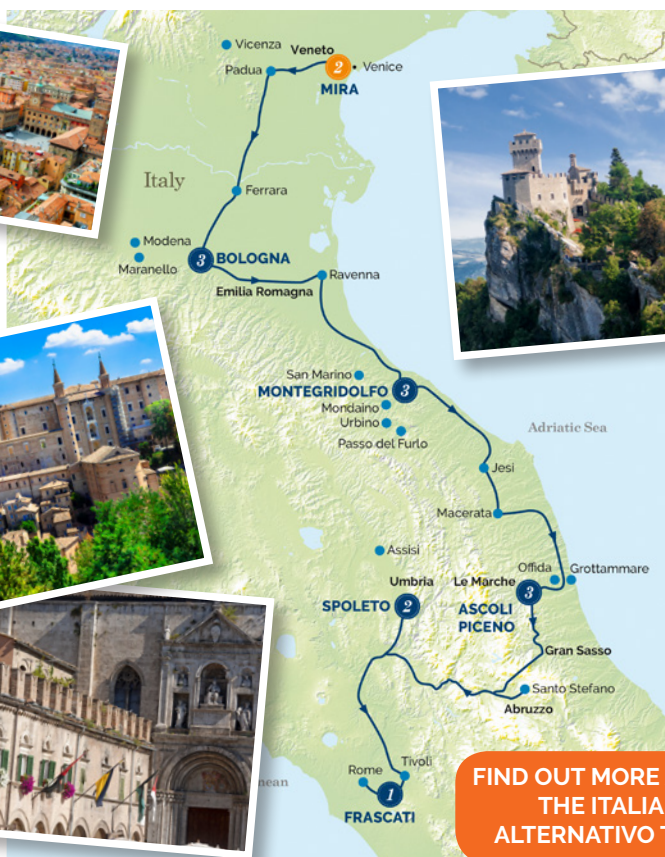 Vicenza
Veneto
Padua
2
Venice
MIRA
Italy
Ferrara
Modena
3
BOLOGNA
Maranello
Ravenna
Emilia Romagna
San Marino
MONTEGRIDOLFO
3
Mondaino
Urbino
Passo del Furlo
Adriatic Sea
Jesi
Macerata
Assisi
Offida
Grottammare
Umbria
Le Marche
SPOLETO
2
3
ASCOLI
PICENO
Gran Sasso
Santo Stefano
Abruzzo
Rome
Tivoli
1
FRASCATI
FIND OUT MORE
THE ITALIA
ALTERNATIVO T